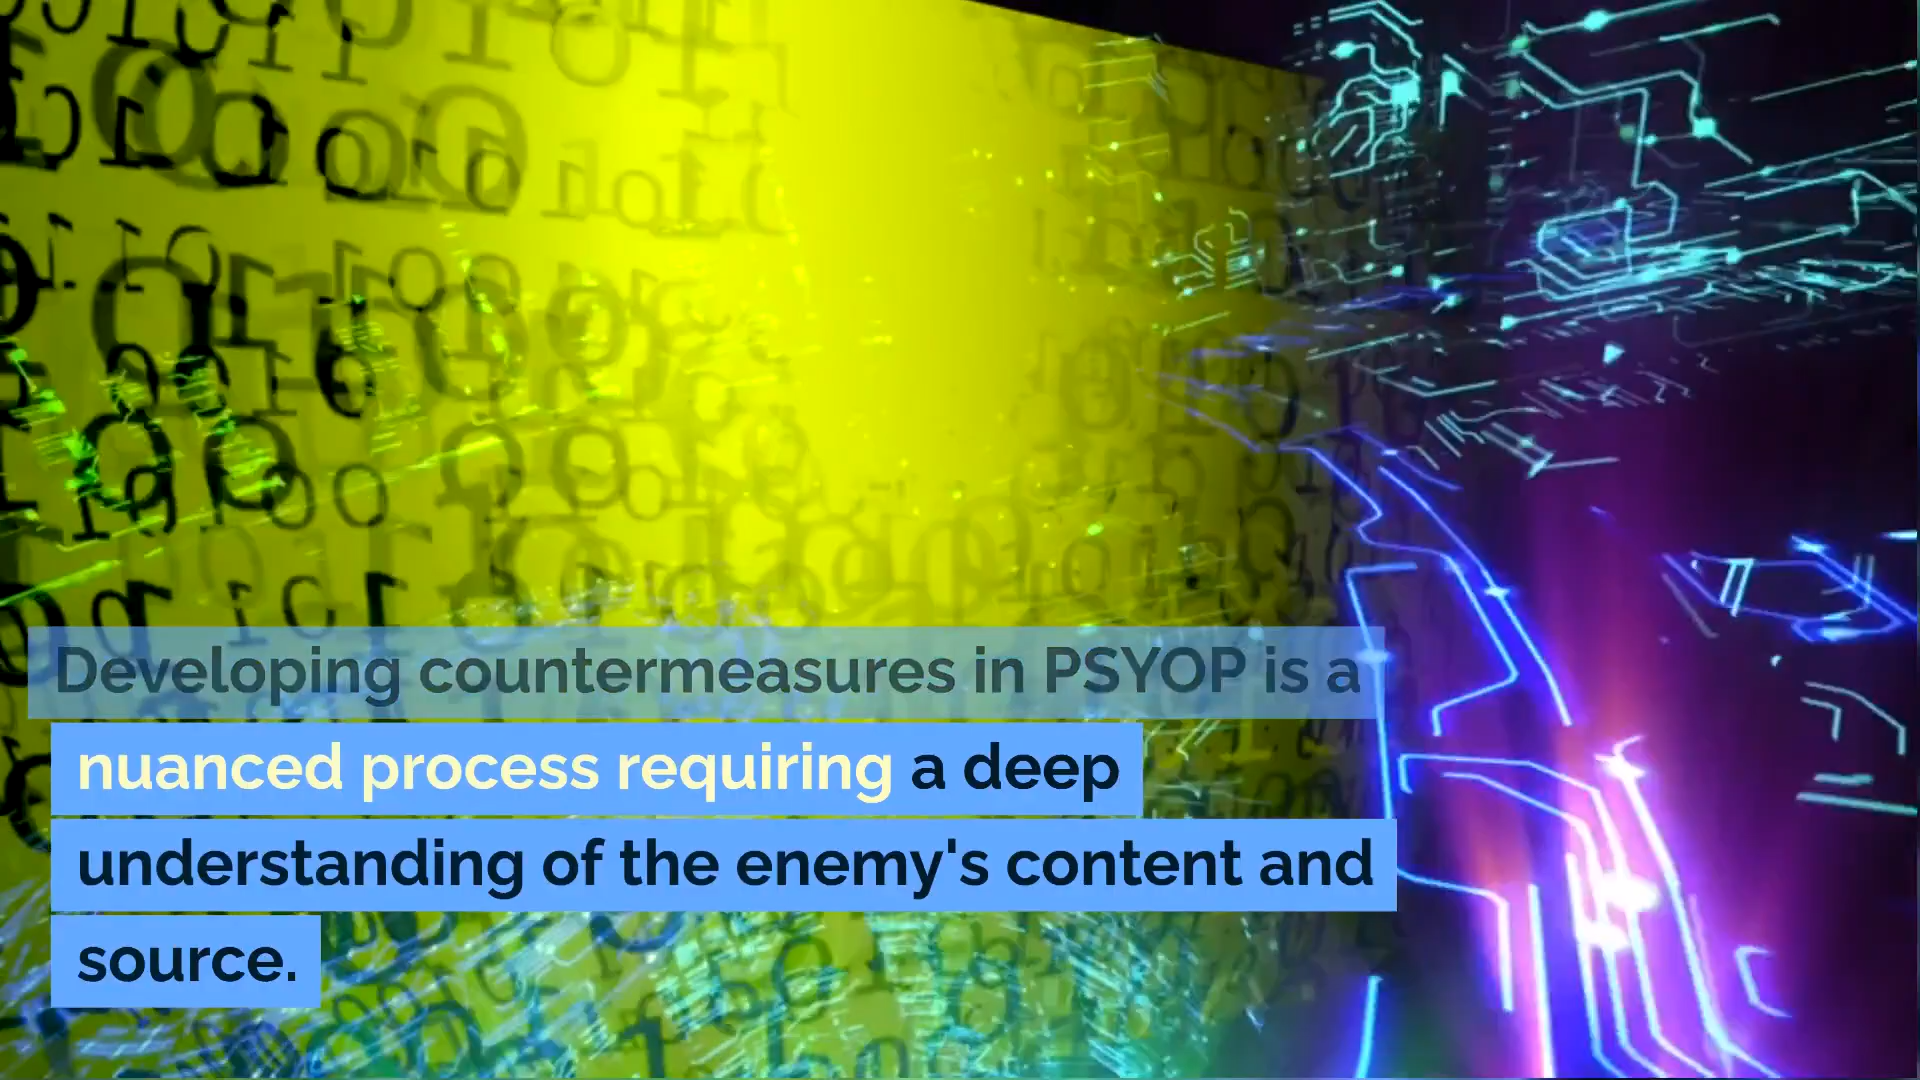 Developing countermeasures in PSYOP is a
nuanced process requiring a deep
understanding of the enemy's content and
source.